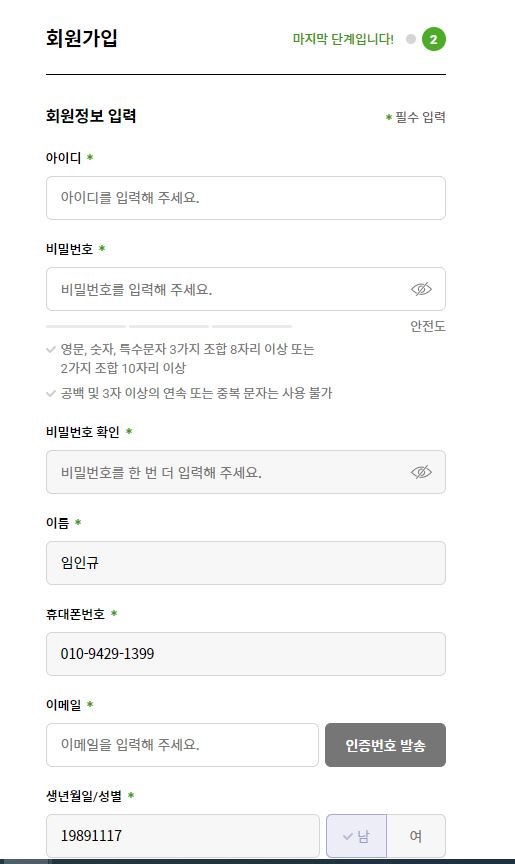 회원가입
마지막 단계입니다! 2
회원정보 입력
* 필수 입력
아이디 *
아이디를 입력해 주세요.
비밀번호 *
비밀번호를 입력해 주세요.
안전도
영문, 숫자, 특수문자 3가지 조합 8자리 이상 또는
2가지 조합 10자리 이상
공백 및 3자 이상의 연속 또는 중복 문자는 사용 불가
비밀번호 확인 *
비밀번호를 한 번 더 입력해 주세요.
이름 *
임인규
휴대폰번호 *
010-9429-1399
이메일 *
이메일을 입력해 주세요.
인증번호 발송
생년월일/성별 *
19891117
남
여